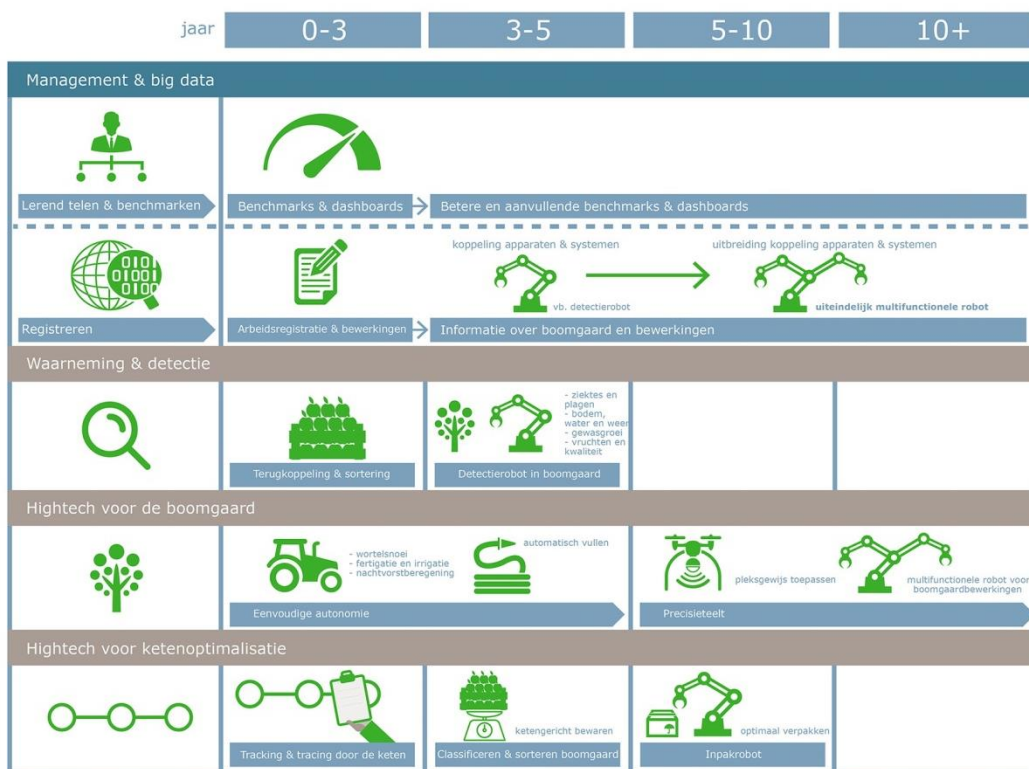 jaar
0-3
3-5
5-10
10+
Management & big data
Lerend telen & benchmarken
Benchmarks & dashboards
Betere en aanvullende benchmarks & dashboards
010
01001
0101
koppeling apparaten & systemen
vb. detectierobot
uitbreiding koppeling apparaten & systemen
uiteindelijk multifunctionele robot
Registreren
Arbeidsregistratie & bewerkingen
Informatie over boomgaard en bewerkingen
Waarneming & detectie
- ziektes en
plagen
- bodem,
water en weer
- gewasgroei
- vruchten en
kwaliteit
Terugkoppeling & sortering
Detectierobot in boomgaard
Hightech voor de boomgaard
- wortelsnoei
- fertigatie en irrigatie
- nachtvorstberegening
automatisch vullen
pleksgewijs toepassen
multifunctionele robot voor
boomgaardbewerkingen
Eenvoudige autonomie
Precisieteelt
Hightech voor ketenoptimalisatie
ketengericht bewaren
optimaal verpakken
Tracking & tracing door de keten
Classificeren & sorteren boomgaard
Inpakrobot